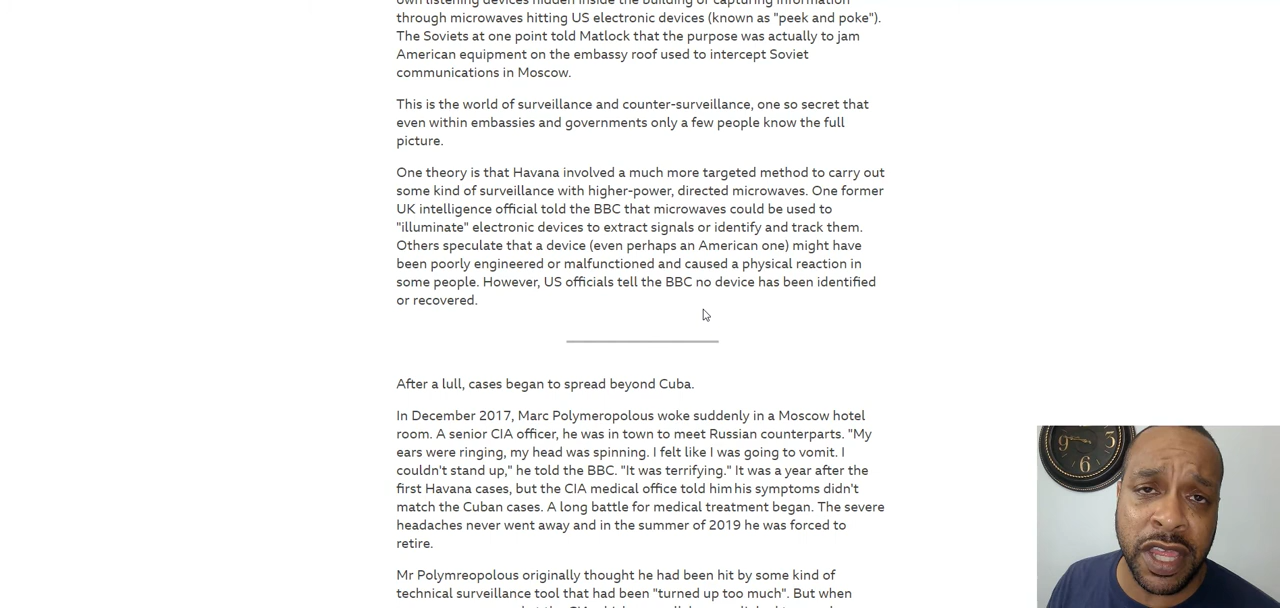 own listening devices hidden inside the building or capturing information
through microwaves hitting US electronic devices (known as "peek and poke").
The Soviets at one point told Matlock that the purpose was actually to jam
American equipment on the embassy roof used to intercept Soviet
communications in Moscow.
This is the world of surveillance and counter-surveillance, one so secret that
even within embassies and governments only a few people know the full
picture.
One theory is that Havana involved a much more targeted method to carry out
some kind of surveillance with higher-power, directed microwaves. One former
UK intelligence official told the BBC that microwaves could be used to
"illuminate" electronic devices to extract signals or identify and track them.
Others speculate that a device (even perhaps an American one) might have
been poorly engineered or malfunctioned and caused a physical reaction in
some people. However, US officials tell the BBC no device has been identified
or recovered.
After a lull, cases began to spread beyond Cuba.
In December 2017, Marc Polymeropolous woke suddenly in a Moscow hotel
room. A senior CIA officer, he was in town to meet Russian counterparts. "My
ears were ringing, my head was spinning. I felt like I was going to vomit. I
couldn't stand up," he told the BBC. "It was terrifying." It was a year after the
first Havana cases, but the CIA medical office told him his symptoms didn't
match the Cuban cases. A long battle for medical treatment began. The severe
headaches never went away and in the summer of 2019 he was forced to
retire.
Mr Polymreopolous originally thought he had been hit by some kind of
technical surveillance tool that had been "turned up too much". But when
9
6